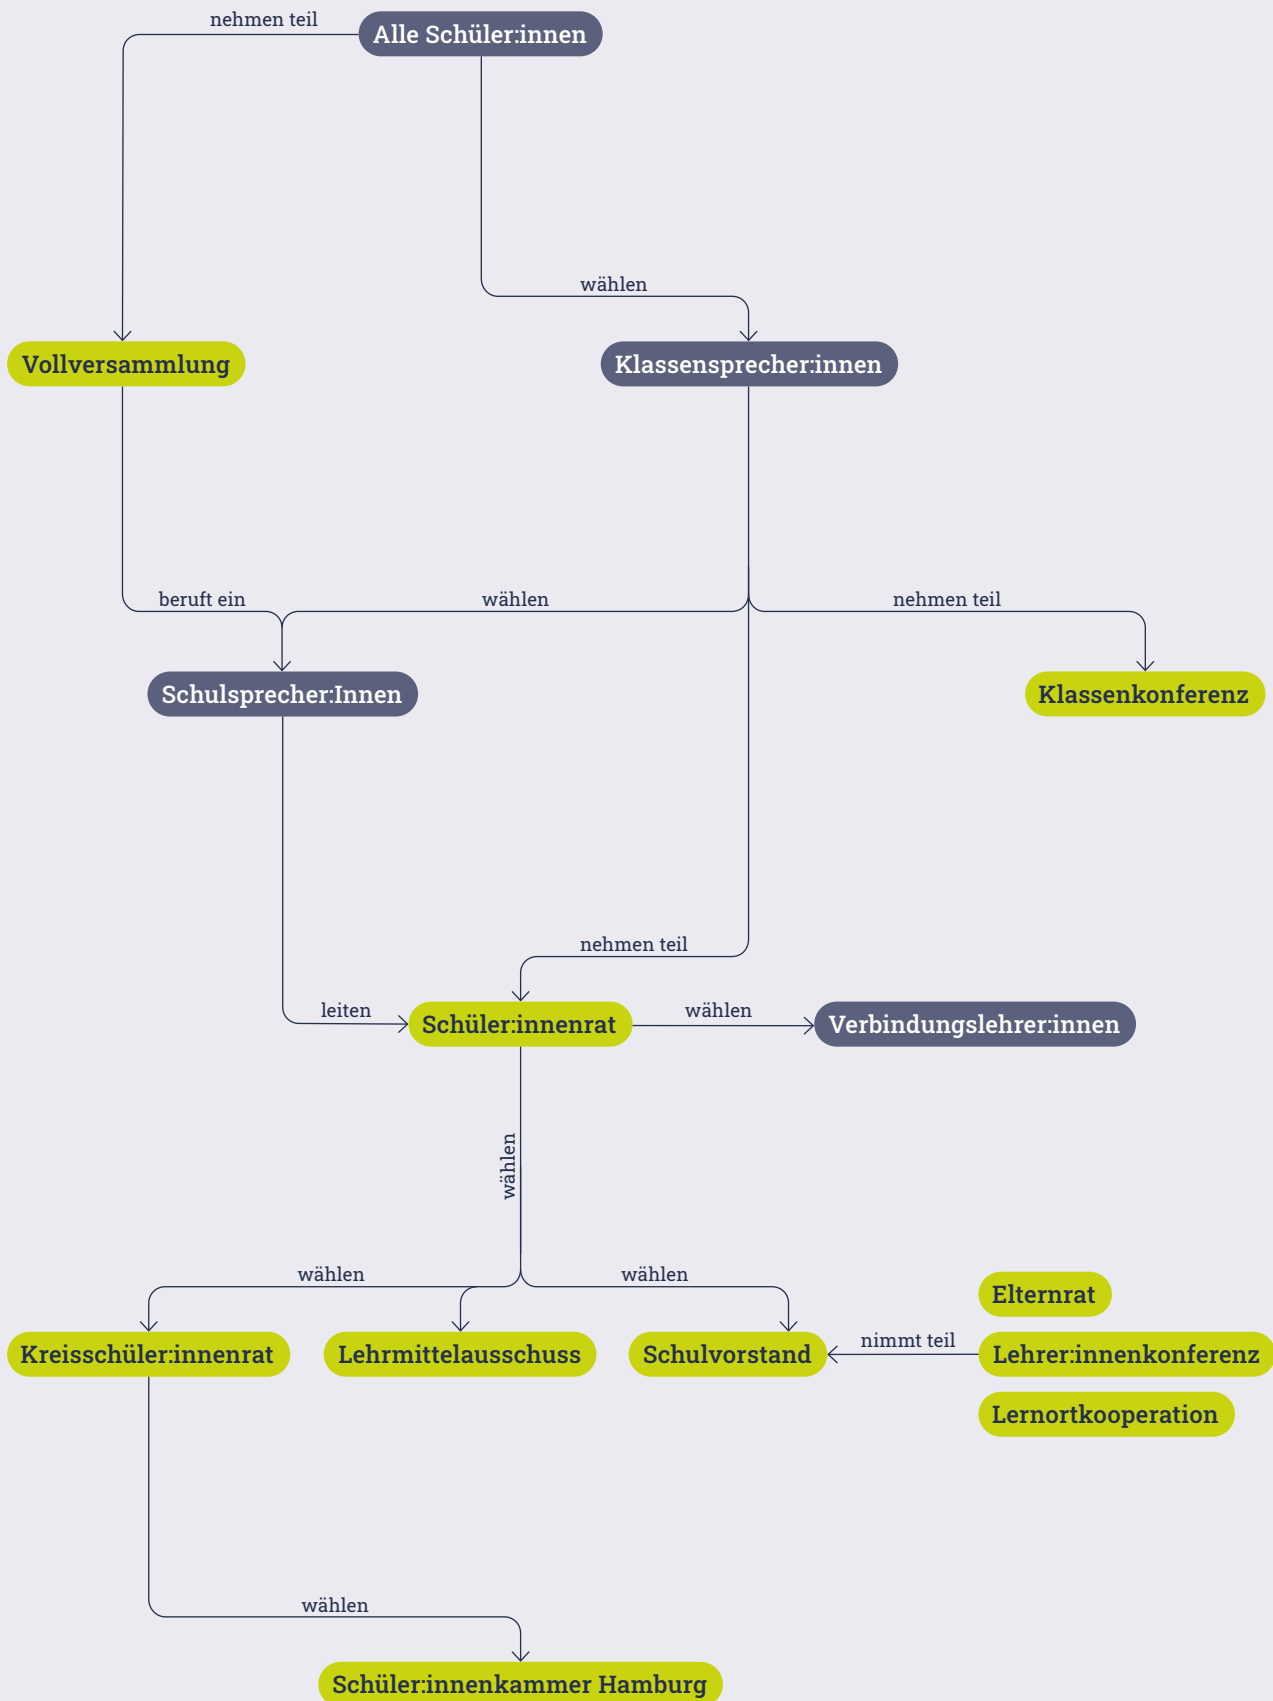 nehmen teil
Alle Schüler:innen
wählen
Vollversammlung
Klassensprecher:innen
beruft ein
wählen
nehmen teil
Schulsprecher:Innen
Klassenkonferenz
nehmen teil
leiten
Schüler:innenrat
wählen
Verbindungslehrer:innen
wählen
wählen
wählen
Elternrat
Kreisschüler:innenrat
Lehrmittelausschuss
Schulvorstand
nimmt teil
Lehrer:innenkonferenz
Lernortkooperation
wählen
Schüler:innenkammer Hamburg